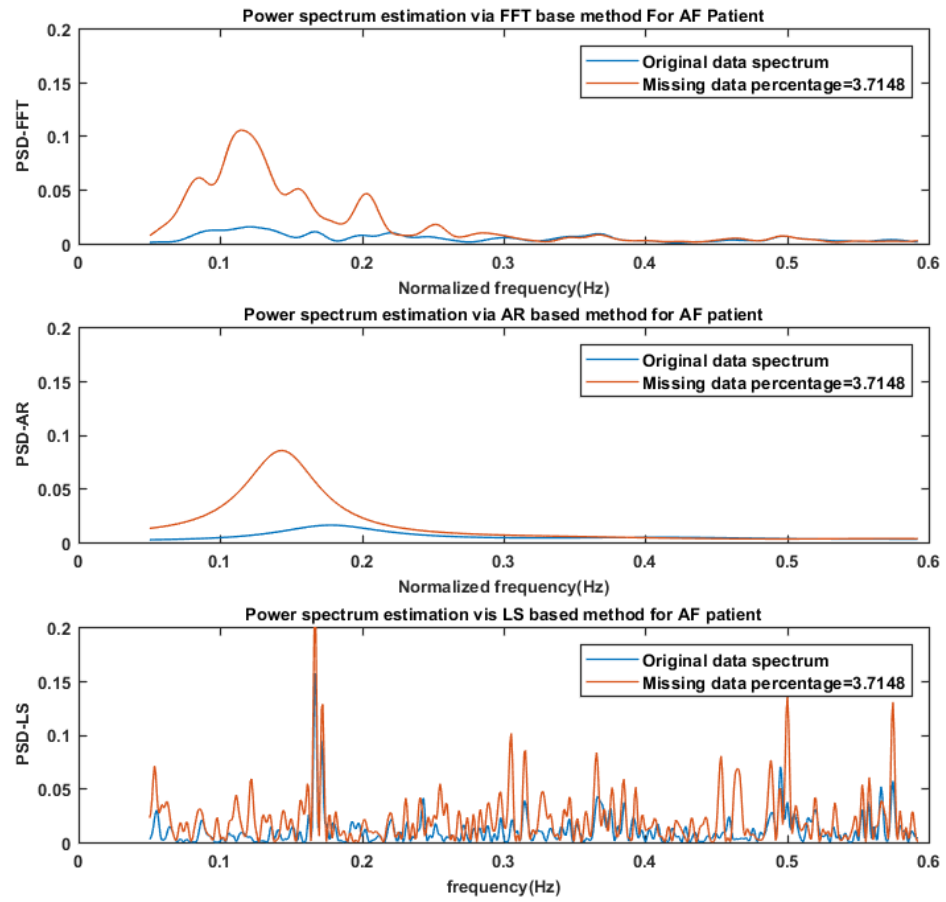 Power spectrum estimation via FFT base method For AF Patient
0.2
0.15
0.1
0.05
0
PSD-FFT
Original data spectrum
Missing data percentage=3.7148
0 0.1 0.2 0.3 0.4 0.5 0.6
Normalized frequency(Hz)
Power spectrum estimation via AR based method for AF patient
0.2
0.15
0.1
0.05
0
PSD-AR
Original data spectrum
Missing data percentage=3.7148
0 0.1 0.2 0.3 0.4 0.5 0.6
Normalized frequency(Hz)
Power spectrum estimation vis LS based method for AF patient
0.2
0.15
0.1
0.05
0
PSD-LS
Original data spectrum
Missing data percentage=3.7148
0 0.1 0.2 0.3 0.4 0.5 0.6
frequency(Hz)